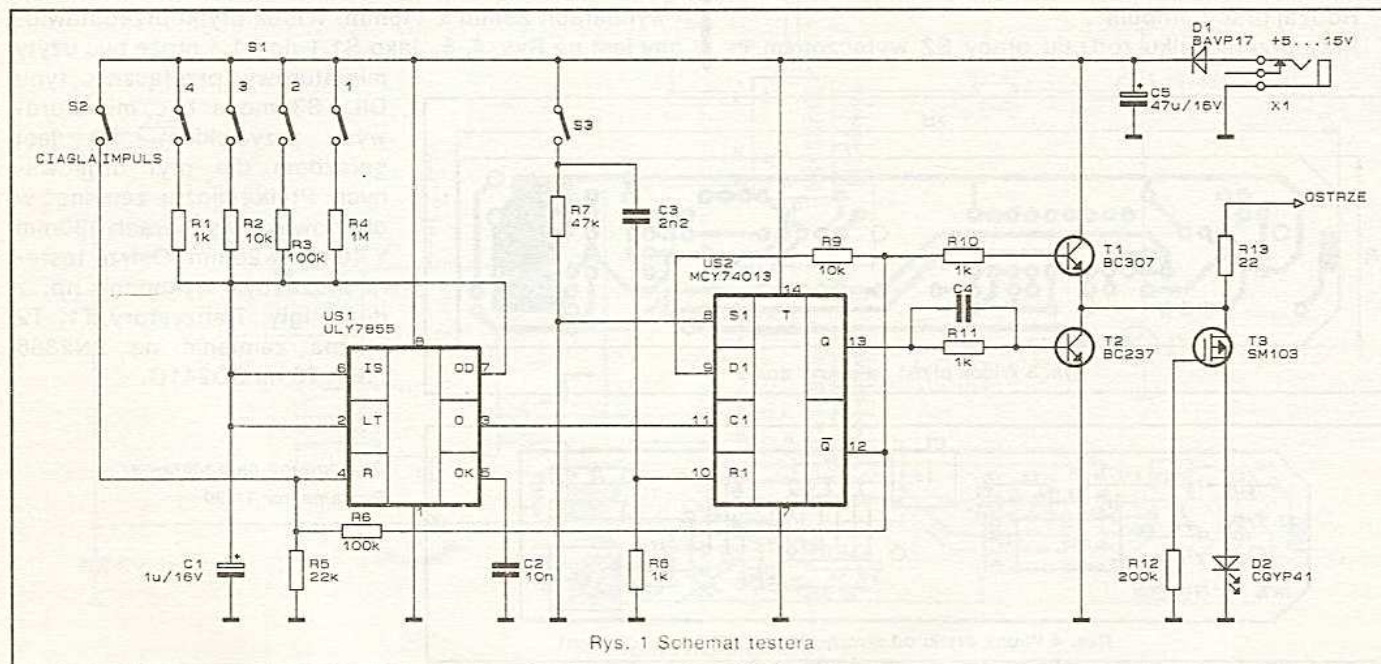 S1
D1
BAVP17
+5...15V
S2
4
3
2
1
S3
C5
47u/16V
X1
CIAGLA
IMPULS
OSTRZE
R1
1k
R2
10k
R3
100k
R4
1M
R7
47k
C3
2n2
R9
10k
R10
1k
T1
BC307
R13
22
US2
MCY74013
C4
US1
ULY7855
14
8
S1
T
Q
13
R11
1k
T2
BC237
T3
SM103
8
6
IS
OD
7
9
D1
2
LT
O
3
11
C1
Q
12
4
R
OK
5
10
R1
1
7
R6
100k
C1
1u/16V
R5
22k
C2
10n
R8
1k
R12
200k
D2
CQYP41
Rys. 1 Schemat testera